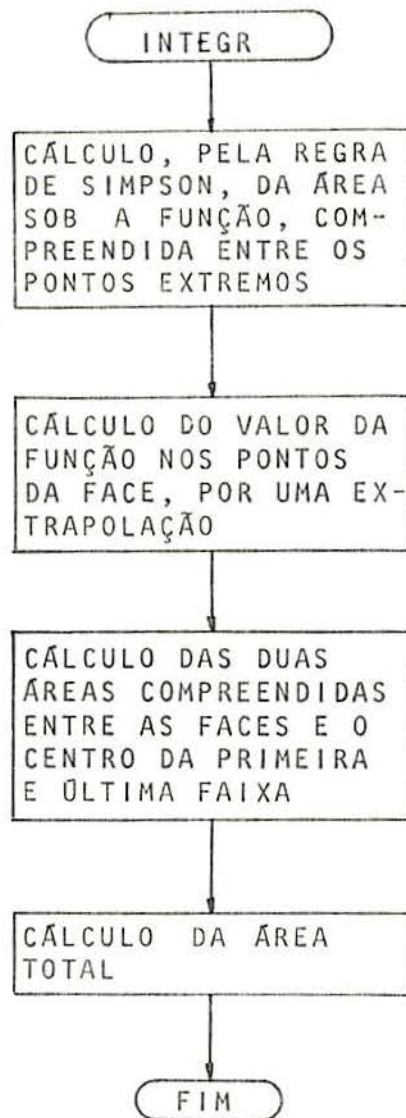 INTEGR
CÁLCULO, PELA REGRA
DE SIMPSON, DA ÁREA
SOB A FUNÇÃO, COM-
PREENDIDA ENTRE OS
PONTOS EXTREMOS
CÁLCULO DO VALOR DA
FUNÇÃO NOS PONTOS
DA FACE, POR UMA EX-
TRAPOLAÇÃO
CÁLCULO DAS DUAS
ÁREAS COMPREENDIDAS
ENTRE AS FACES E O
CENTRO DA PRIMEIRA
E ÚLTIMA FAIXA
CÁLCULO DA ÁREA
TOTAL
FIM